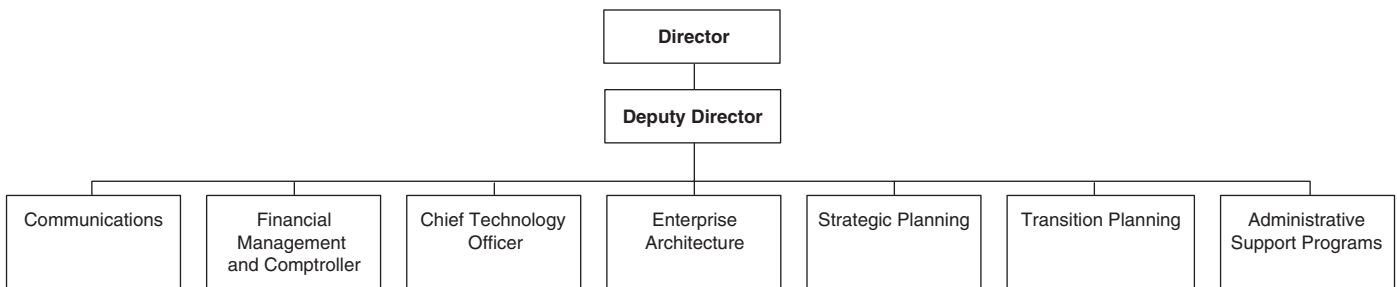 Director
Deputy Director
Communications
Financial
Management
and Comptroller
Chief Technology
Officer
Enterprise
Architecture
Strategic Planning
Transition Planning
Administrative
Support Programs